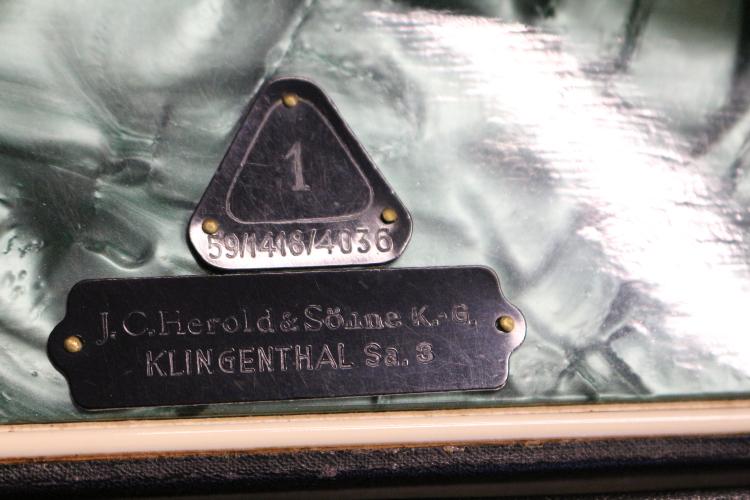 1
59/1418/4036
J. C. Herold & Söhne K.-G.
KLINGENTHAL Sa. 3